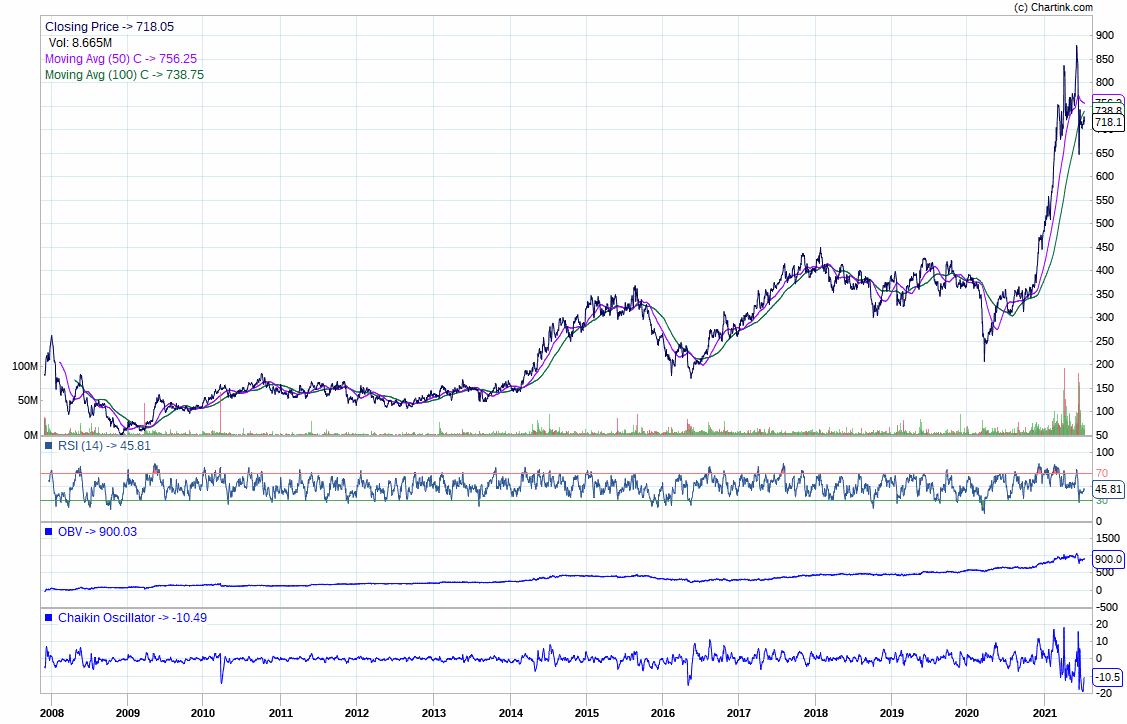 (c) Chartink.com
Closing Price -> 718.05
Vol: 8.665M
Moving Avg (50) C -> 756.25
Moving Avg (100) C -> 738.75
900
850
800
738.8
718.1
650
600
550
500
450
400
350
300
250
200
150
100
50
100M
50M
0M
RSI (14) -> 45.81
100
70
45.81
30
0
OBV -> 900.03
1500
900.0
500
0
-500
Chaikin Oscillator -> -10.49
20
10
0
-10.5
-20
2008 2009 2010 2011 2012 2013 2014 2015 2016 2017 2018 2019 2020 2021